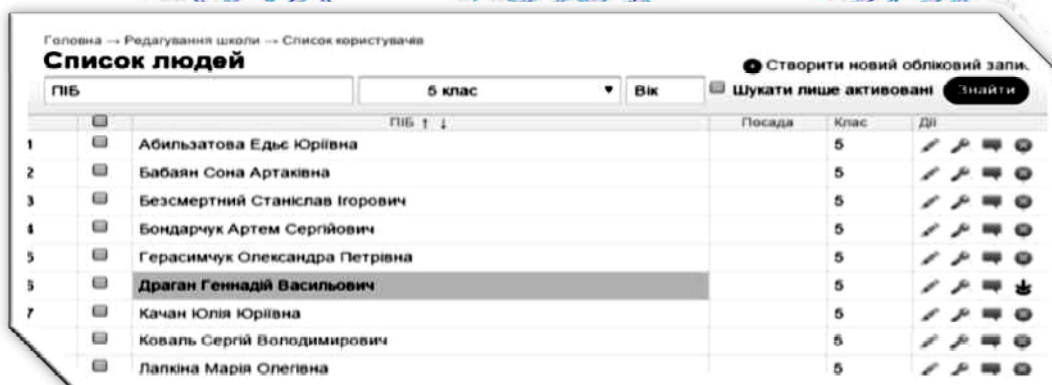 Головна → Редагування школи → Список користувачів
Список людей
Створити новий обліковий запи
ПІБ 5 клас Вік Шукати лише активовані Знайти
ПІБ ↑ ↓ Посада Клас Дії
1 Абильзатова Едьє Юріївна 5
2 Бабаян Сона Артаківна 5
3 Безсмертний Станіслав Ігорович 5
4 Бондарчук Артем Сергійович 5
5 Герасимчук Олександра Петрівна 5
6 Драган Геннадій Васильович 5
7 Качан Юлія Юріївна 5
Коваль Сергій Володимирович 5
Лапкіна Марія Олегівна 5